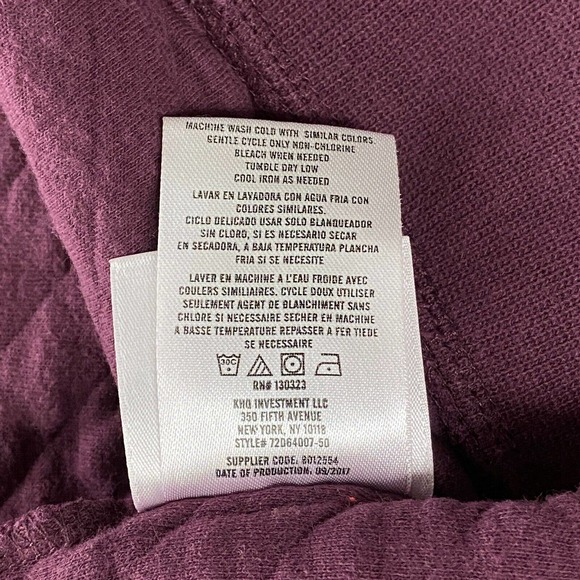 MACHINE WASH COLD WITH SIMILAR COLORS
GENTLE CYCLE ONLY NON-CHLORINE
BLEACH WHEN NEEDED
TUMBLE DRY LOW
COOL IRON AS NEEDED
LAVAR EN LAVADORA CON AGUA FRIA CON
COLORES SIMILARES.
CICLO DELICADO USAR SOLO BLANQUEADOR
SIN CLORO, SI ES NECESARIO SECAR
EN SECADORA, A BAJA TEMPERATURA PLANCHA
FRIA SI SE NECESITE
LAVER EN MACHINE A L'EAU FROIDE AVEC
COULERS SIMILIAIRES. CYCLE DOUX UTILISER
SEULEMENT AGENT DE BLANCHIMENT SANS
CHLORE SI NECESSAIRE SECHER EN MACHINE
A BASSE TEMPERATURE REPASSER A FER TIEDE
SE NECESSAIRE
30C
RN# 130323
KHQ INVESTMENT LLC
350 FIFTH AVENUE
NEW YORK, NY 10118
STYLE# 72D64007-50
SUPPLIER CODE: 8012554
DATE OF PRODUCTION: 09/2017